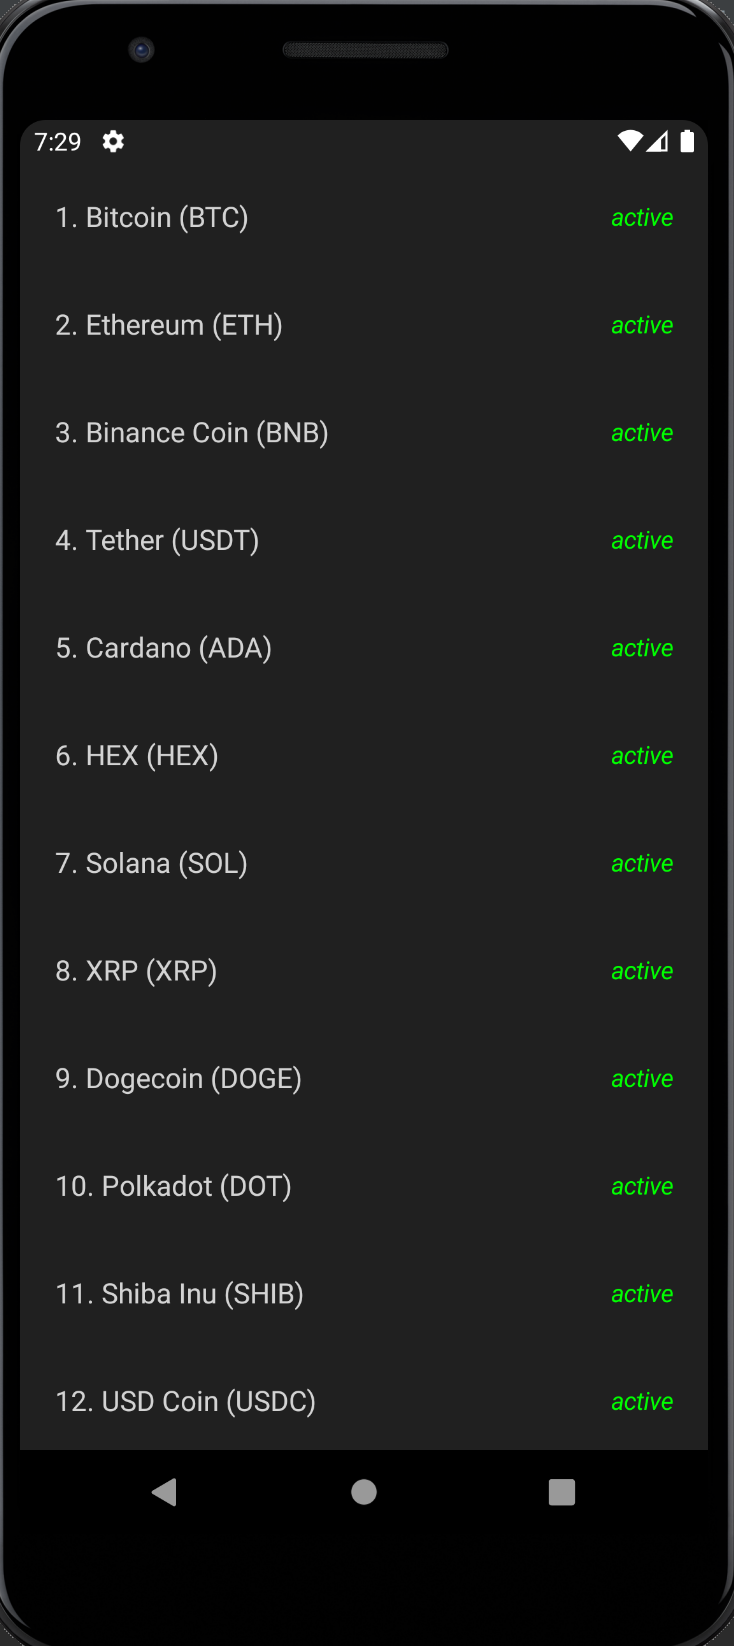 7:29
1. Bitcoin (BTC) active
2. Ethereum (ETH) active
3. Binance Coin (BNB) active
4. Tether (USDT) active
5. Cardano (ADA) active
6. HEX (HEX) active
7. Solana (SOL) active
8. XRP (XRP) active
9. Dogecoin (DOGE) active
10. Polkadot (DOT) active
11. Shiba Inu (SHIB) active
12. USD Coin (USDC) active